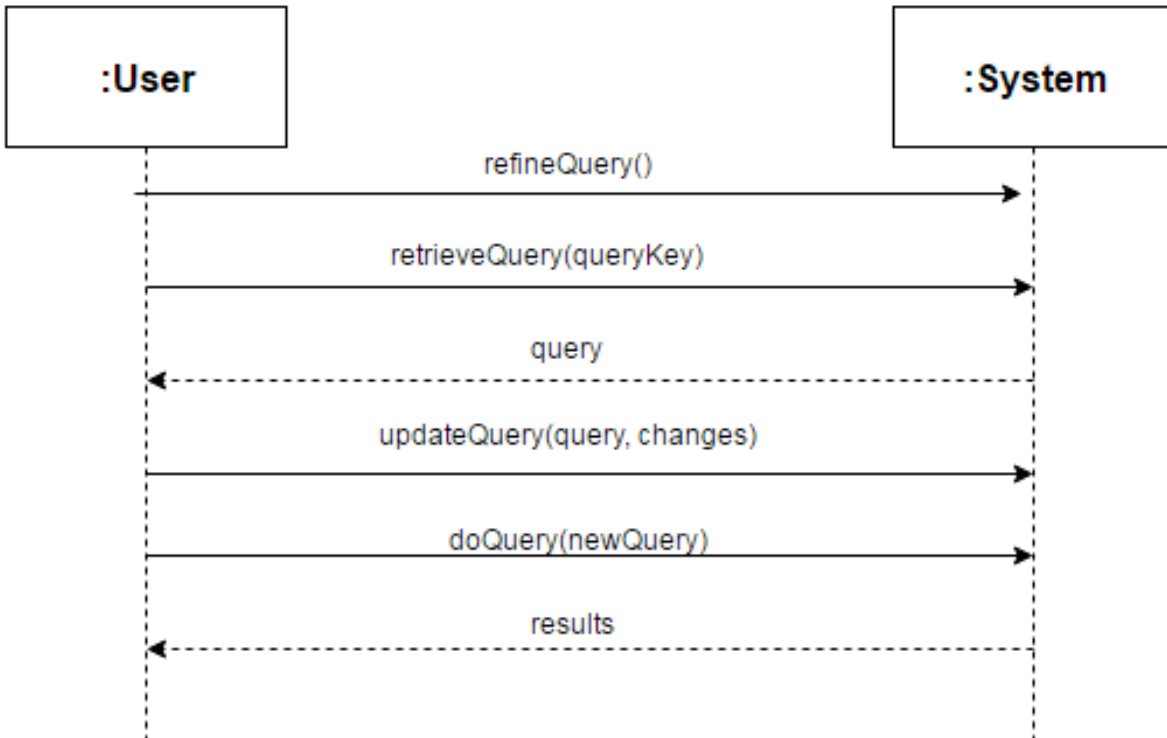 :User
:System
refineQuery()
retrieveQuery(queryKey)
query
updateQuery(query, changes)
doQuery(newQuery)
results